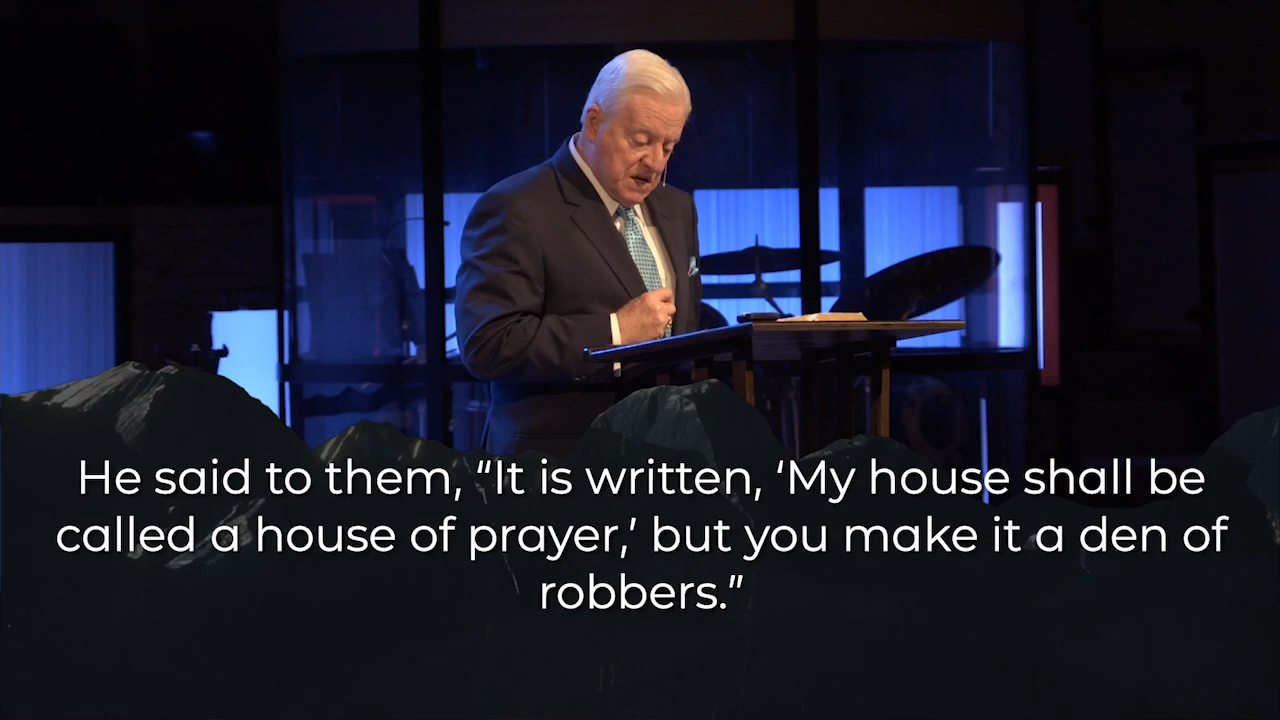 He said to them, “It is written, ‘My house shall be
called a house of prayer,’ but you make it a den of
robbers.”